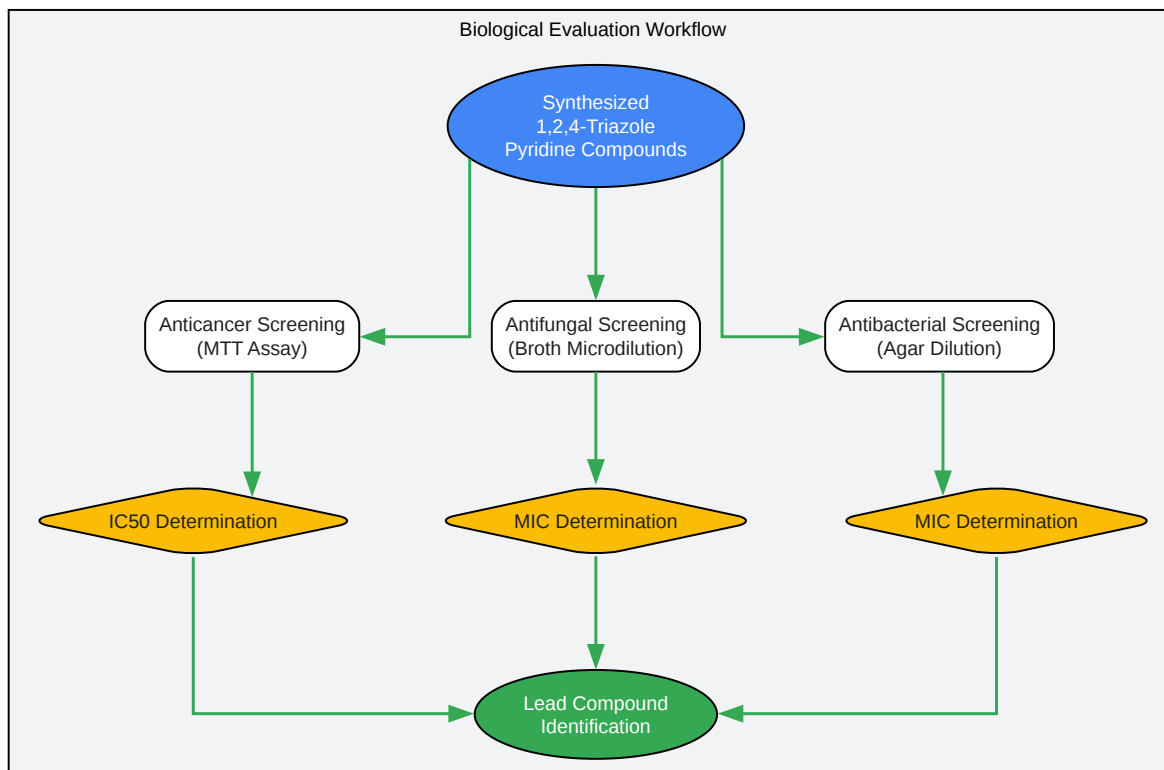 Biological Evaluation Workflow
Synthesized
1,2,4-Triazole
Pyridine Compounds
Anticancer Screening
(MTT Assay)
Antifungal Screening
(Broth Microdilution)
Antibacterial Screening
(Agar Dilution)
IC50 Determination
MIC Determination
MIC Determination
Lead Compound
Identification